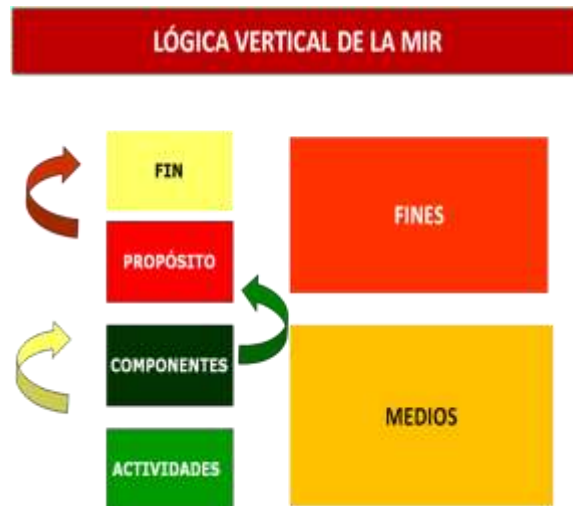 LÓGICA VERTICAL DE LA MIR
FIN
PROPÓSITO
COMPONENTES
ACTIVIDADES
FINES
MEDIOS